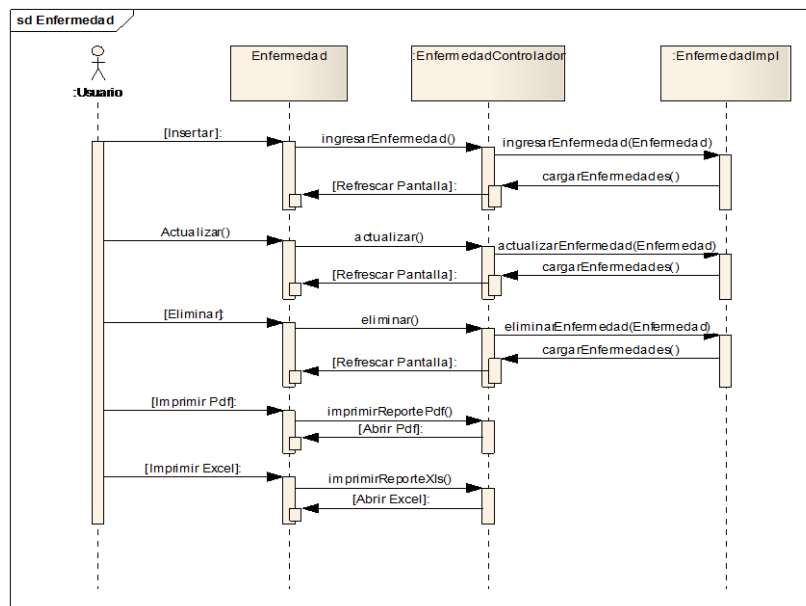 sd Enfermedad
:Usuario
Enfermedad
:EnfermedadControlador
:EnfermedadImpl
[Insertar]:
ingresarEnfermedad()
ingresarEnfermedad(Enfermedad)
cargarEnfermedades()
[Refrescar Pantalla]:
Actualizar()
actualizar()
actualizarEnfermedad(Enfermedad)
cargarEnfermedades()
[Refrescar Pantalla]:
[Eliminar]:
eliminar()
eliminarEnfermedad(Enfermedad)
cargarEnfermedades()
[Refrescar Pantalla]:
[Imprimir Pdf]:
imprimirReportePdf()
[Abrir Pdf]:
[Imprimir Excel]:
imprimirReporteXls()
[Abrir Excel]: